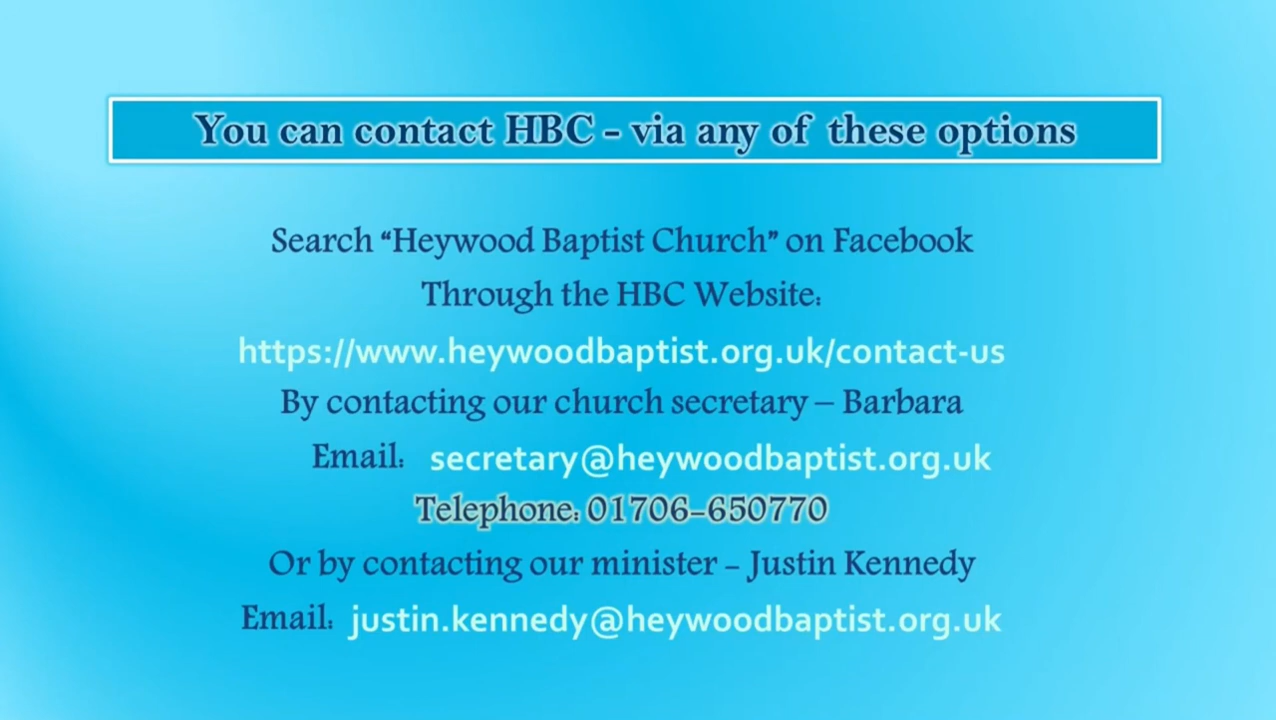 You can contact HBC - via any of these options
Search “Heywood Baptist Church” on Facebook
Through the HBC Website:
https://www.heywoodbaptist.org.uk/contact-us
By contacting our church secretary – Barbara
Email: secretary@heywoodbaptist.org.uk
Telephone: 01706-650770
Or by contacting our minister - Justin Kennedy
Email: justin.kennedy@heywoodbaptist.org.uk